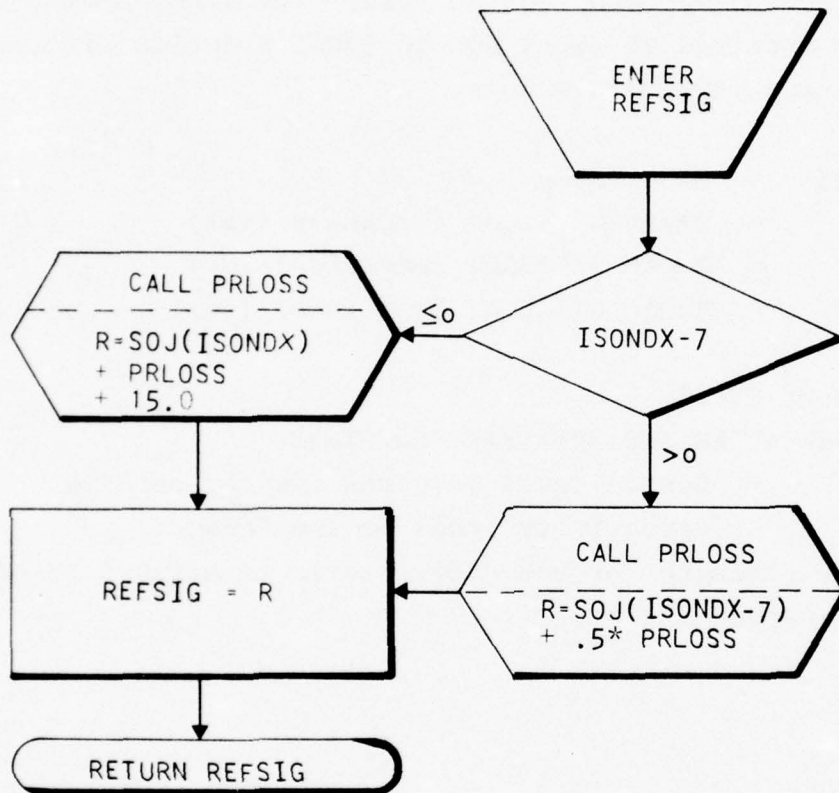 ENTER
REFSIG
ISONDX-7
≤0
CALL PRLOSS
R=SOJ(ISONDX)
+ PRLOSS
+ 15.0
>0
CALL PRLOSS
R=SOJ(ISONDX-7)
+ .5* PRLOSS
REFSIG = R
RETURN REFSIG